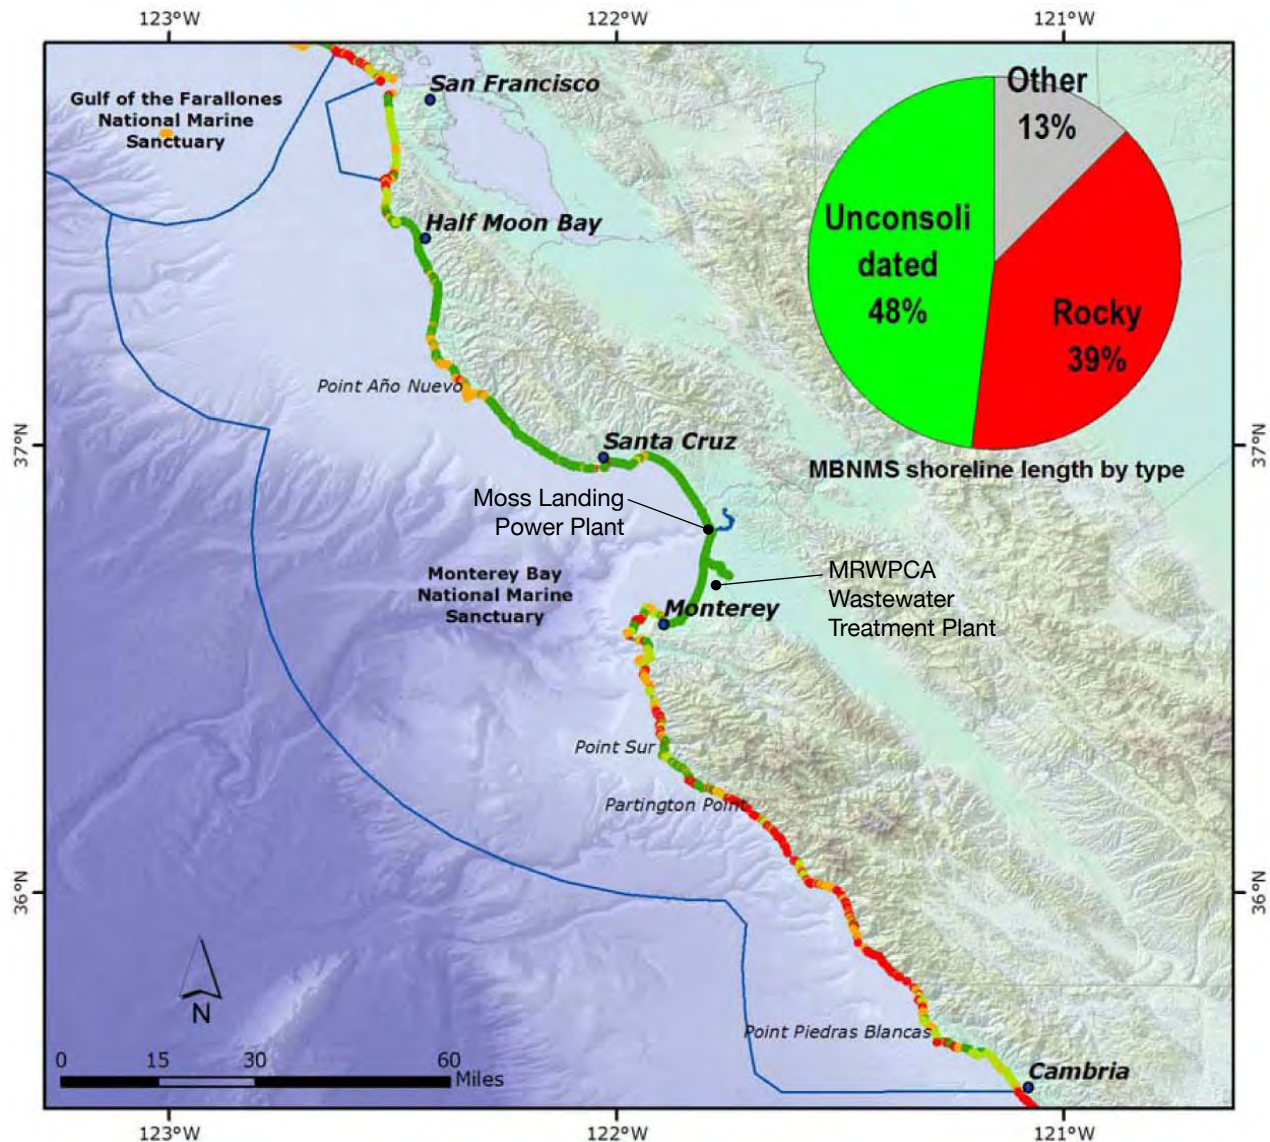 123°W
122°W
121°W
San Francisco
Gulf of the Farallones
National Marine
Sanctuary
Other
13%
Unconsoli
dated
48%
Rocky
39%
Half Moon Bay
Point Año Nuevo
37°N
37°N
Santa Cruz
MBNMS shoreline length by type
Moss Landing
Power Plant
Monterey Bay
National Marine
Sanctuary
MRWPCA
Wastewater
Treatment Plant
Monterey
Point Sur
Partington Point
36°N
36°N
N
Point Piedras Blancas
Cambria
0 15 30 60
Miles
123°W
122°W
121°W